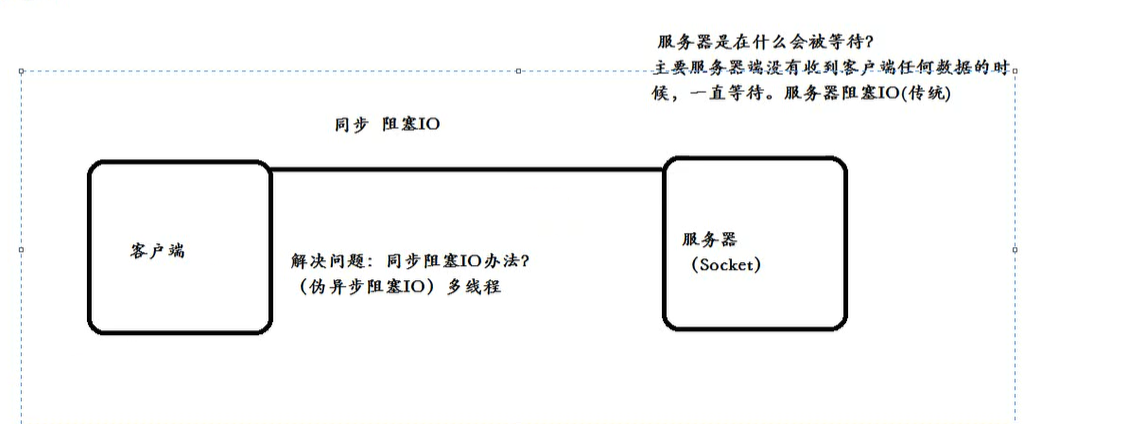 服务器是在什么会被等待？
主要服务器端没有收到客户端任何数据的时
候，一直等待。服务器阻塞IO(传统)
同步 阻塞IO
客户端
解决问题：同步阻塞IO办法？
（伪异步阻塞IO）多线程
服务器
（Socket）